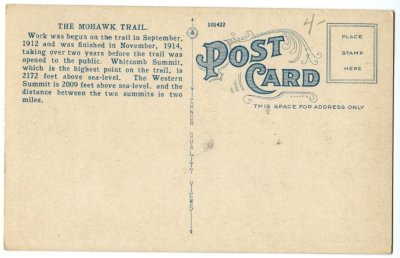 THE MOHAWK TRAIL.
Work was begun on the trail in September,
1912 and was finished in November, 1914,
taking over two years before the trail was
opened to the public. Whitcomb Summit,
which is the highest point on the trail, is
2172 feet above sea-level. The Western
Summit is 2009 feet above sea-level, and the
distance between the two summits is two
miles.
TICHNOR QUALITY VIEWS
101422
4-
POST
CARD
THIS SPACE FOR ADDRESS ONLY
PLACE
STAMP
HERE